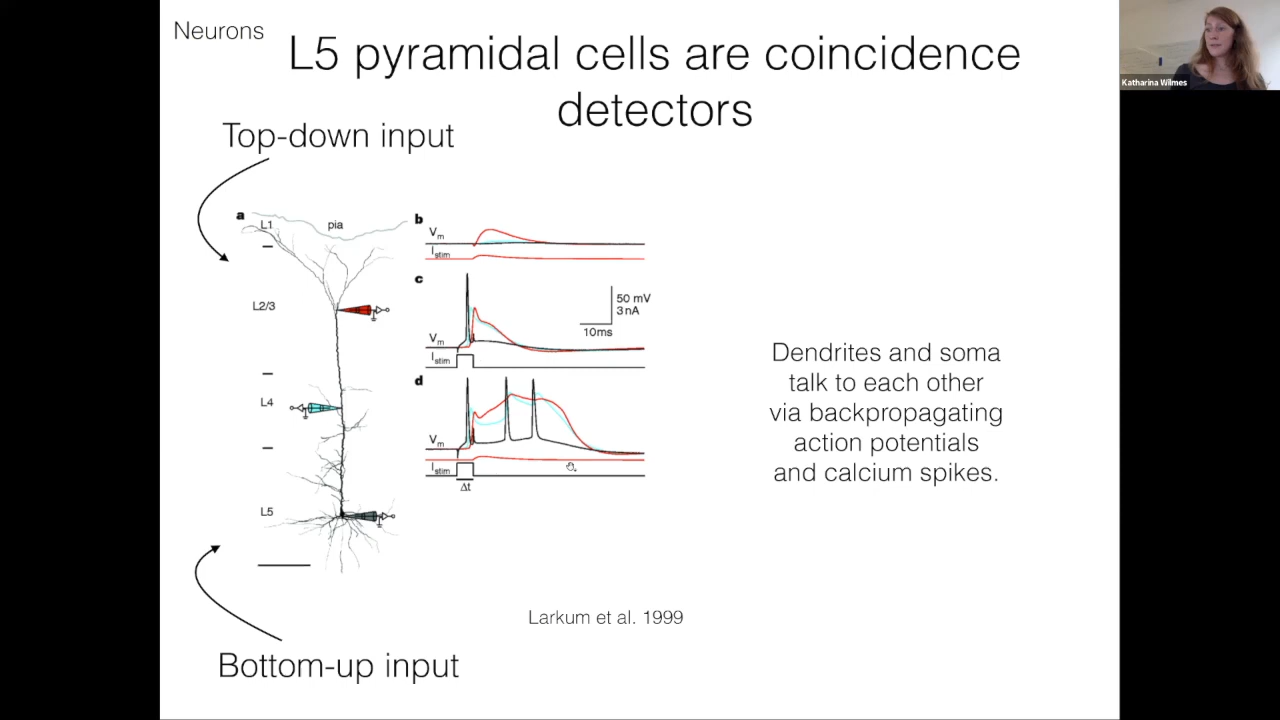 Neurons
L5 pyramidal cells are coincidence
detectors
Katharina Wilmes
Top-down input
a
L1
pia
L2/3
L4
L5
b
Vm
Istim
c
50 mV
3 nA
10ms
Vm
Istim
d
Vm
Istim
Δt
Dendrites and soma
talk to each other
via backpropagating
action potentials
and calcium spikes.
Larkum et al. 1999
Bottom-up input